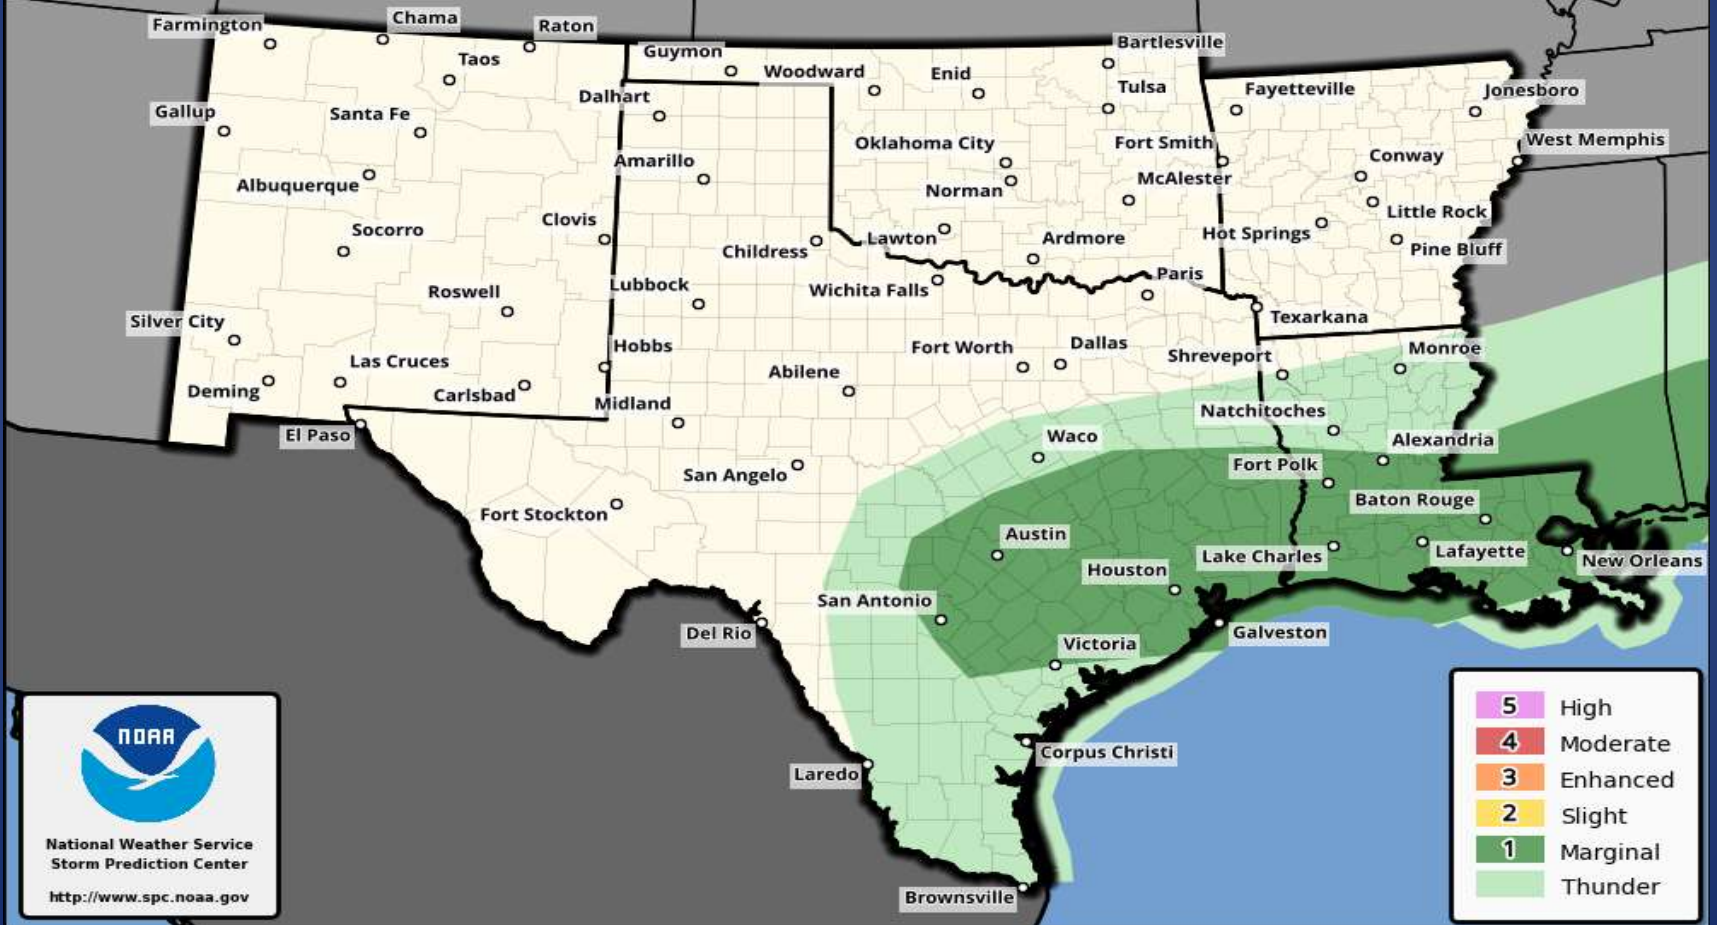 Farmington
Chama
Raton
Taos
Guymon
Woodward
Enid
Bartlesville
Tulsa
Fayetteville
Jonesboro
Dalhart
Gallup
Santa Fe
Oklahoma City
Fort Smith
West Memphis
Amarillo
Conway
Albuquerque
Norman
McAlester
Clovis
Little Rock
Socorro
Childress
Lawton
Ardmore
Hot Springs
Pine Bluff
Roswell
Lubbock
Wichita Falls
Paris
Silver City
Texarkana
Las Cruces
Hobbs
Fort Worth
Dallas
Shreveport
Monroe
Deming
Carlsbad
Midland
Abilene
Natchitoches
El Paso
Waco
Alexandria
San Angelo
Fort Polk
Fort Stockton
Baton Rouge
Austin
Houston
Lake Charles
Lafayette
New Orleans
San Antonio
Del Rio
Victoria
Galveston
Corpus Christi
Laredo
Brownsville
NOAA
National Weather Service
Storm Prediction Center
http://www.spc.noaa.gov
5 High
4 Moderate
3 Enhanced
2 Slight
1 Marginal
Thunder